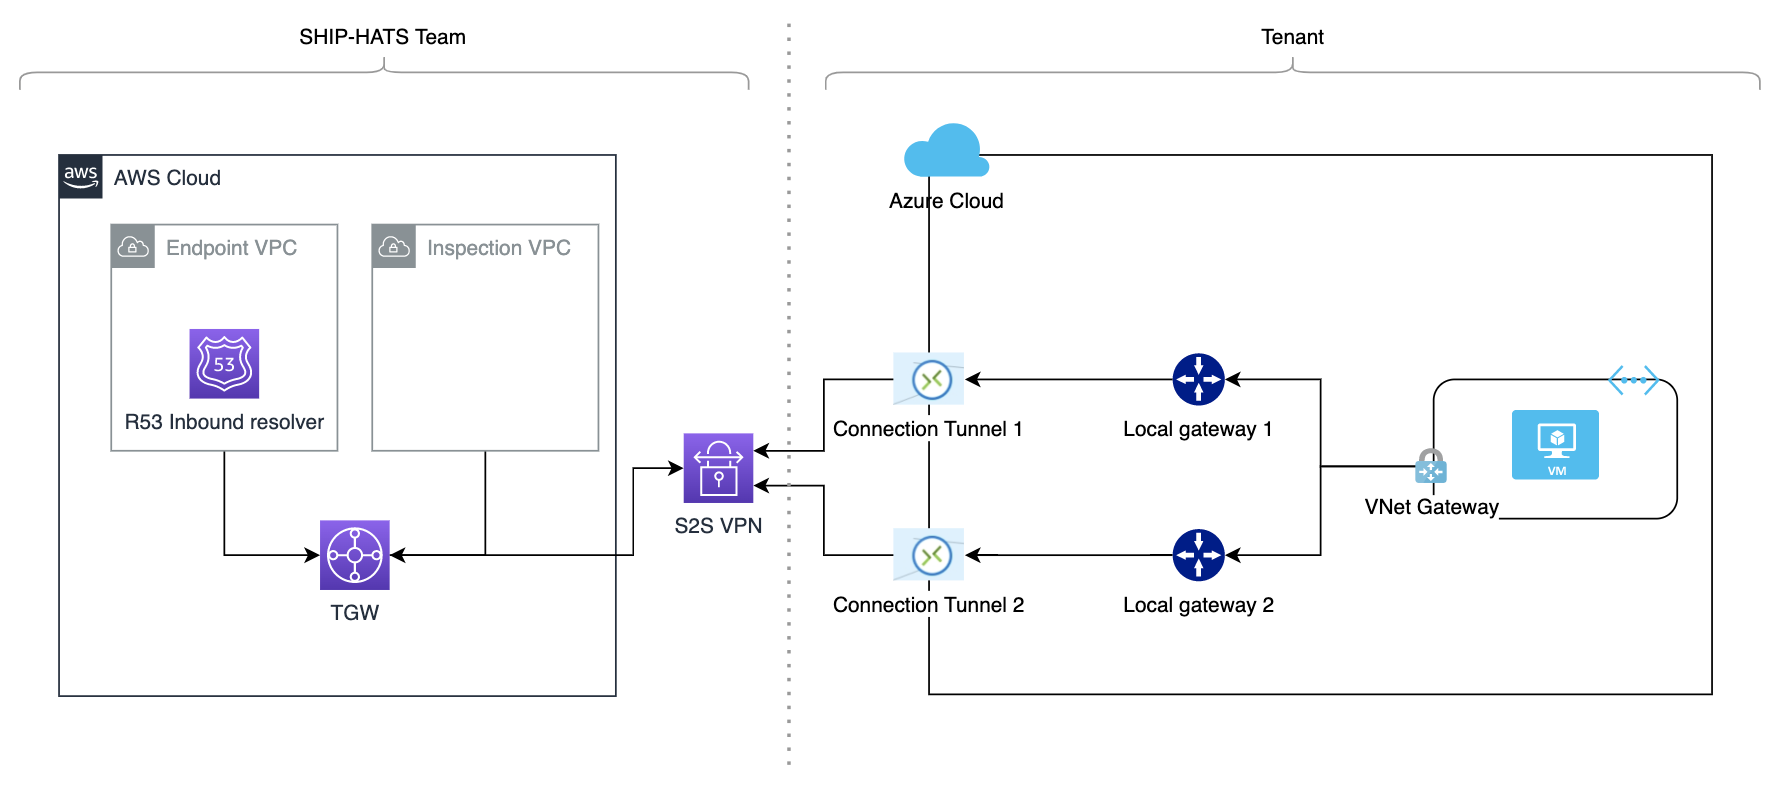 SHIP-HATS Team
Tenant
aws
AWS Cloud
Azure Cloud
Endpoint VPC
Inspection VPC
53
R53 Inbound resolver
Connection Tunnel 1
Local gateway 1
VM
VNet Gateway
S2S VPN
TGW
Connection Tunnel 2
Local gateway 2